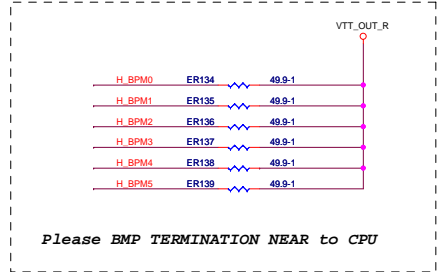 VTT_OUT_R
H_BPM0 ER134 49.9-1
H_BPM1 ER135 49.9-1
H_BPM2 ER136 49.9-1
H_BPM3 ER137 49.9-1
H_BPM4 ER138 49.9-1
H_BPM5 ER139 49.9-1
Please BMP TERMINATION NEAR to CPU